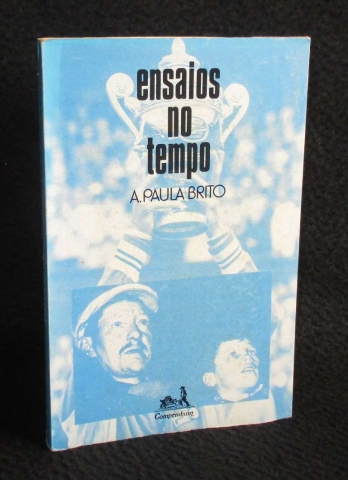 ensaios
no
tempo
A. PAULA BRITO
Compendium